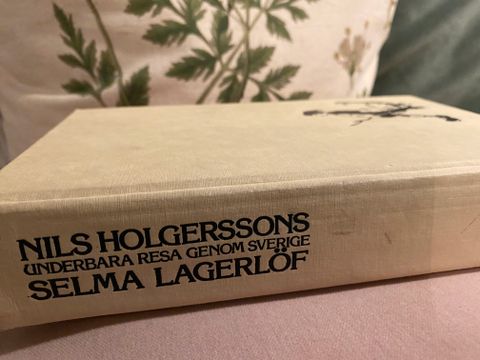 NILS HOLGERSSONS
UNDERBARA RESA GENOM SVERIGE
SELMA LAGERLÖF